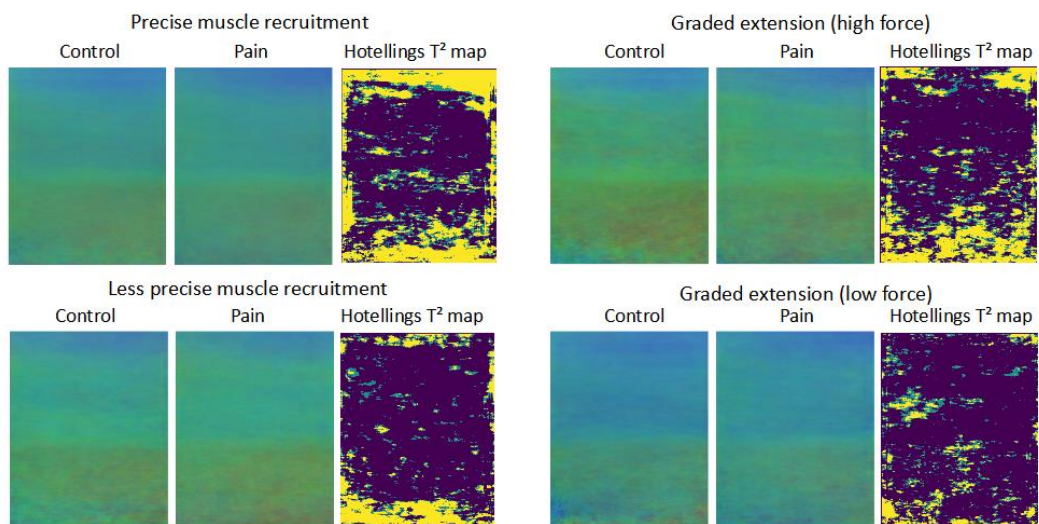 Precise muscle recruitment
Control Pain Hotellings T² map
Graded extension (high force)
Control Pain Hotellings T² map
Less precise muscle recruitment
Control Pain Hotellings T² map
Graded extension (low force)
Control Pain Hotellings T² map